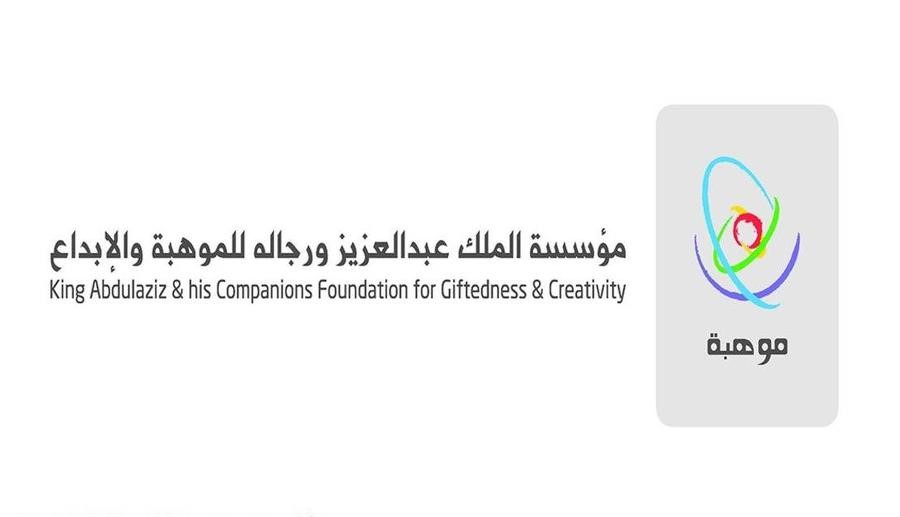 مؤسسة الملك عبدالعزيز ورجاله للموهبة والإبداع
King Abdulaziz & his Companions Foundation for Giftedness & Creativity
موهبة